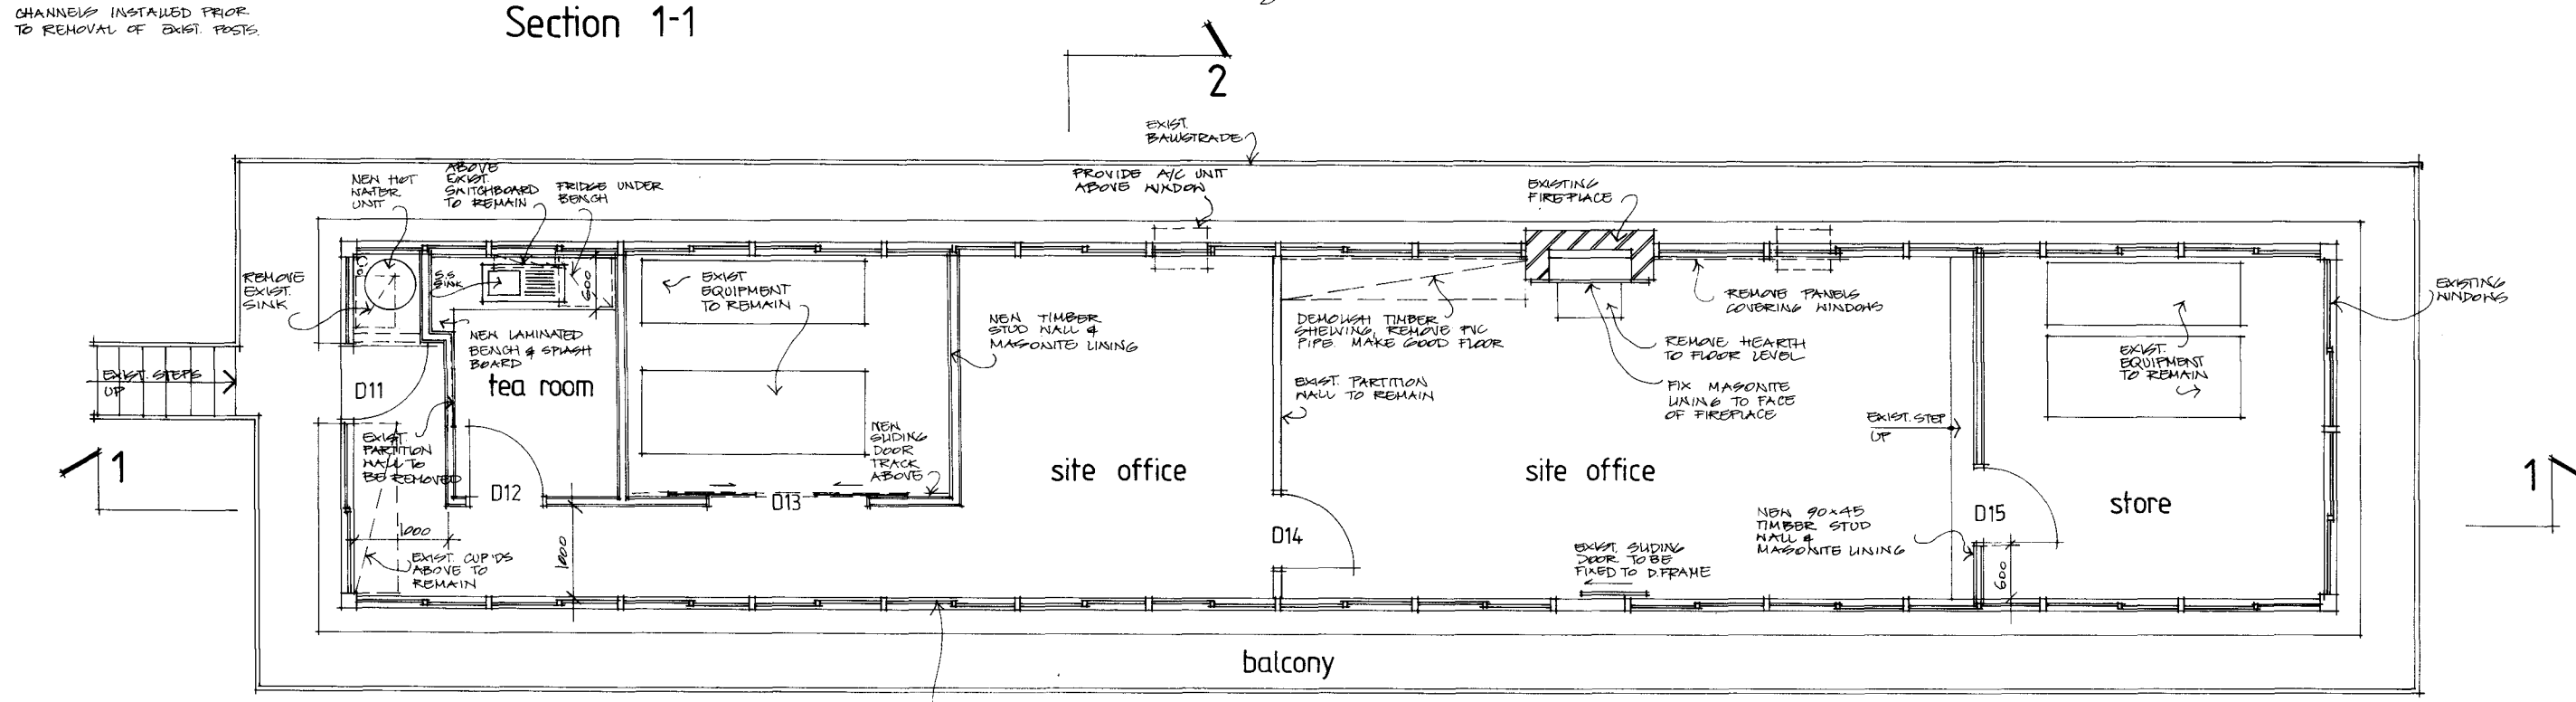 CHANNELS INSTALLED PRIOR
TO REMOVAL OF EXIST. POSTS.
Section 1-1
2
EXIST.
BALUSTRADE
NEW HOT
WATER
UNIT
ABOVE
EXIST.
SWITCHBOARD
TO REMAIN
FRIDGE UNDER
BENCH
PROVIDE A/C UNIT
ABOVE WINDOW
EXISTING
FIREPLACE
REMOVE
EXIST.
SINK
S.S.
SINK
600
NEW LAMINATED
BENCH & SPLASH
BOARD
tea room
EXIST
EQUIPMENT
TO REMAIN
NEW TIMBER
STUD WALL &
MASONITE LINING
DEMOLISH TIMBER
SHELVING, REMOVE PVC
PIPE. MAKE GOOD FLOOR
REMOVE PANELS
COVERING WINDOWS
REMOVE HEARTH
TO FLOOR LEVEL
FIX MASONITE
LINING TO FACE
OF FIREPLACE
EXIST. PARTITION
WALL TO REMAIN
EXIST.
EQUIPMENT
TO REMAIN
EXISTING
WINDOWS
EXIST. STEPS
UP
D11
EXIST. STEP
UP
1
EXIST.
PARTITION
WALL TO
BE REMOVED
D12
NEW
SLIDING
DOOR
TRACK
ABOVE
D13
site office
D14
site office
NEW 90x45
TIMBER STUD
WALL &
MASONITE LINING
D15
store
1
1000
EXIST. CUP'DS
ABOVE TO
REMAIN
1000
EXIST. SLIDING
DOOR TO BE
FIXED TO D.FRAME
600
balcony